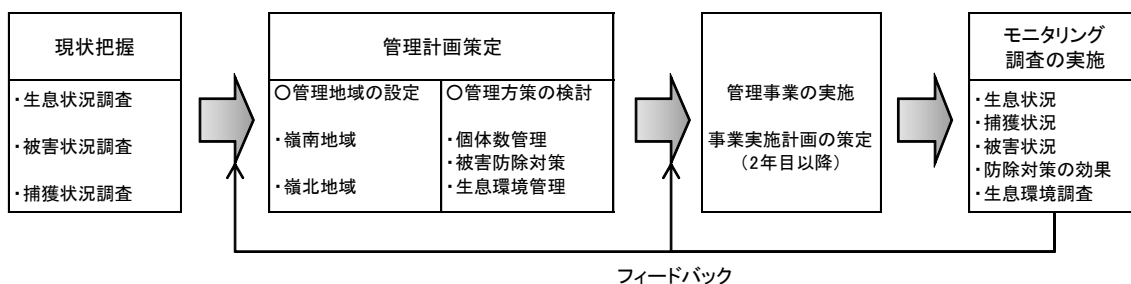 現状把握
・生息状況調査
・被害状況調査
・捕獲状況調査
管理計画策定
○管理地域の設定
・嶺南地域
・嶺北地域
○管理方策の検討
・個体数管理
・被害防除対策
・生息環境管理
管理事業の実施
事業実施計画の策定
（2年目以降）
モニタリング
調査の実施
・生息状況
・捕獲状況
・被害状況
・防除対策の効果
・生息環境調査
フィードバック